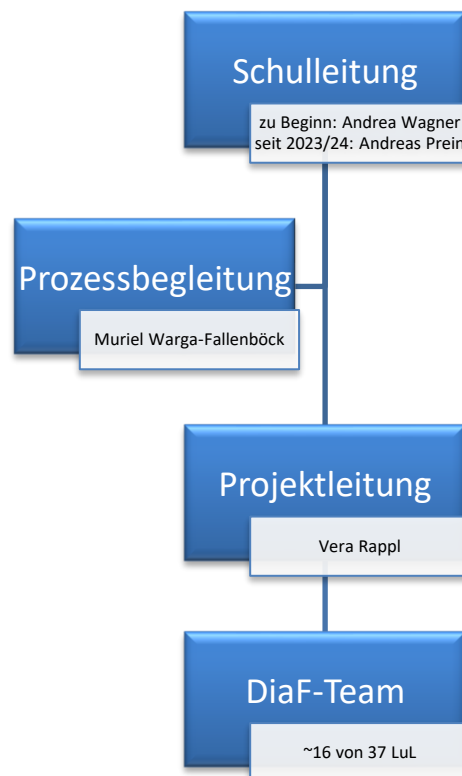 Schulleitung
zu Beginn: Andrea Wagner
seit 2023/24: Andreas Prein
Prozessbegleitung
Muriel Warga-Fallenböck
Projektleitung
Vera Rappl
DiaF-Team
~16 von 37 LuL